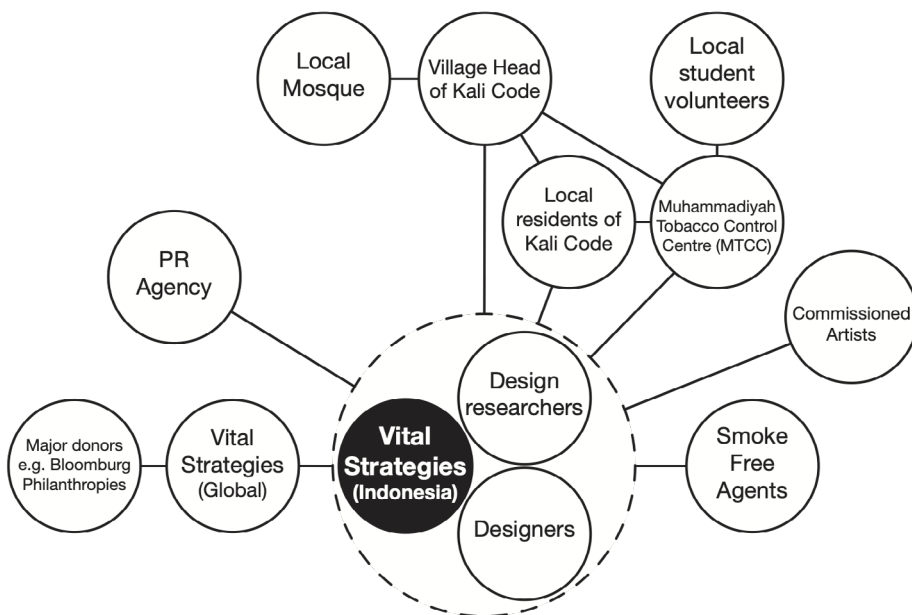 Local
Mosque
Village Head
of Kali Code
Local
student
volunteers
Local
residents of
Kali Code
Muhammadiyah
Tobacco Control
Centre (MTCC)
PR
Agency
Commissioned
Artists
Design
researchers
Major donors
e.g. Bloomburg
Philanthropies
Vital
Strategies
(Global)
Vital
Strategies
(Indonesia)
Designers
Smoke
Free
Agents